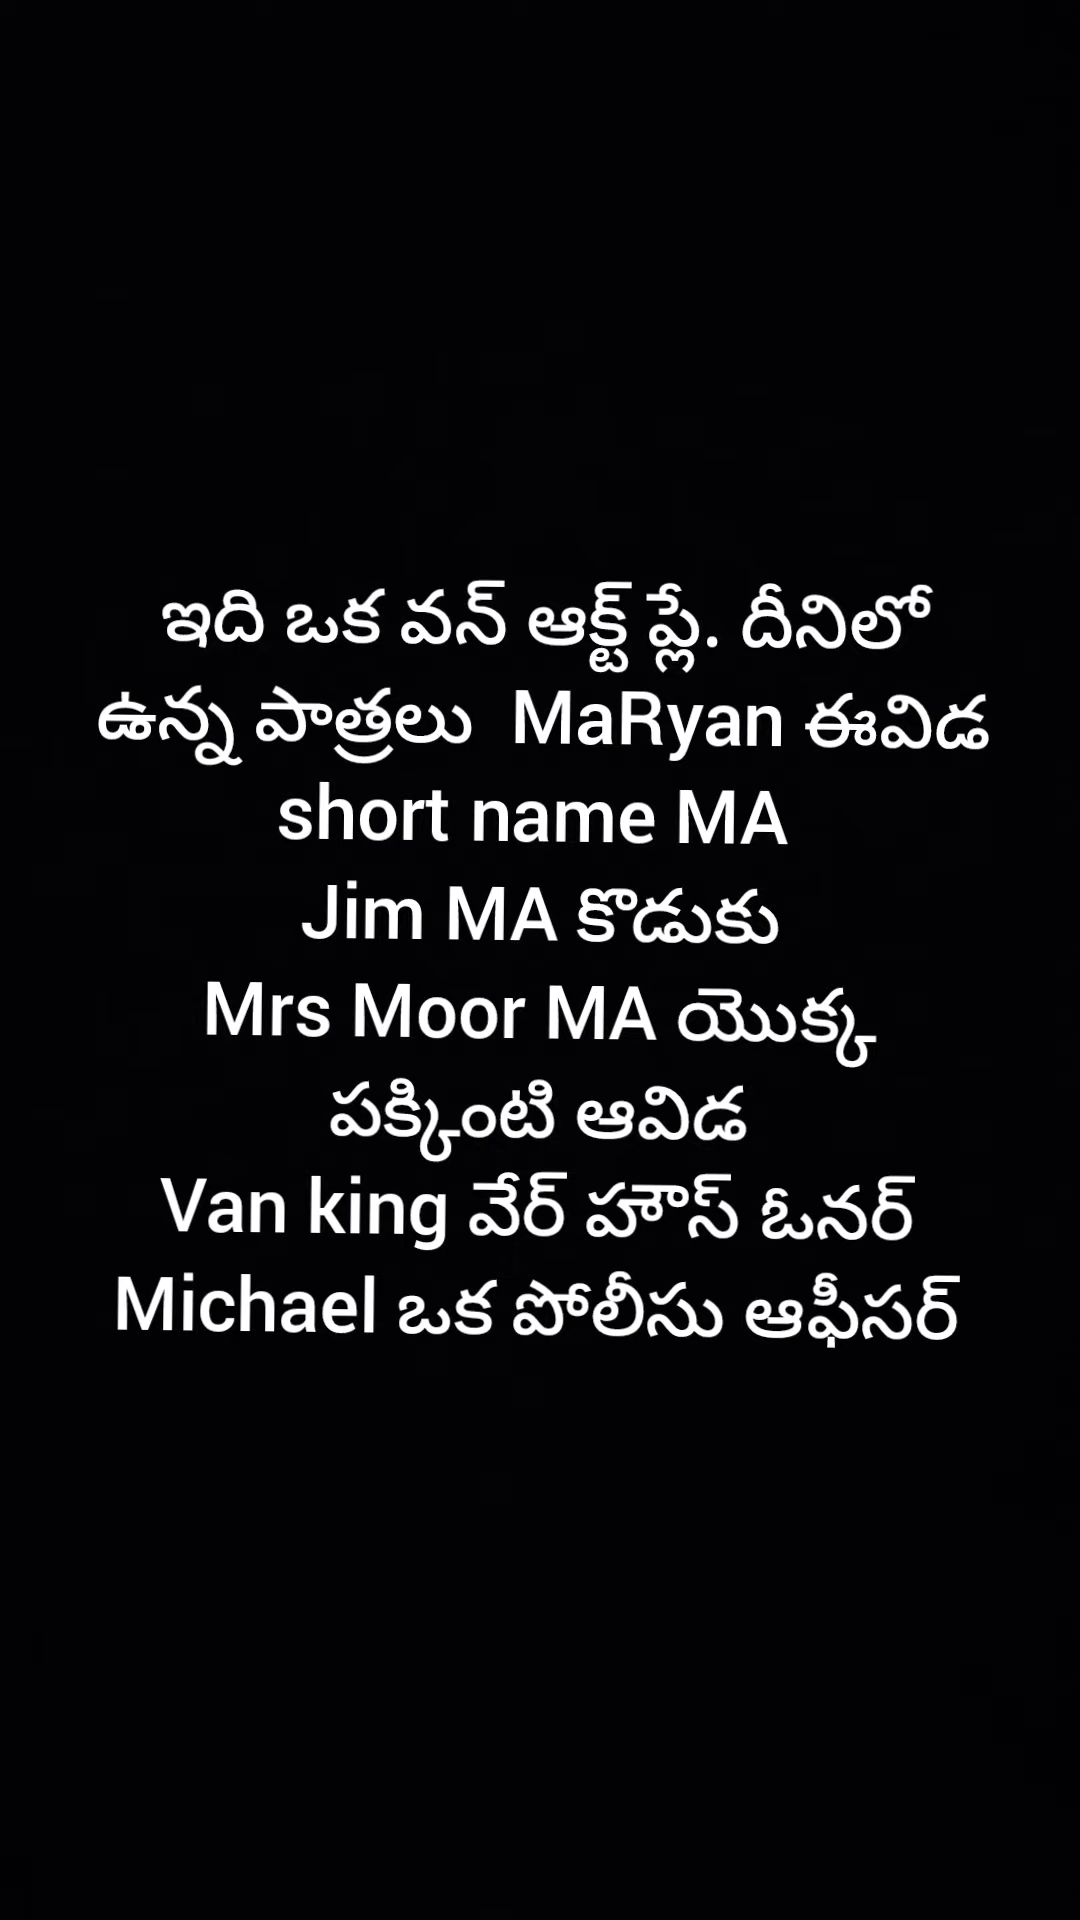 ఇది ఒక వన్ ఆక్ట్ ప్లే. దీనిలో
ఉన్న పాత్రలు  MaRyan ఈవిడ
short name MA
Jim MA కొడుకు
Mrs Moor MA యొక్క
పక్కింటి ఆవిడ
Van king వేర్ హౌస్ ఓనర్
Michael ఒక పోలీసు ఆఫీసర్